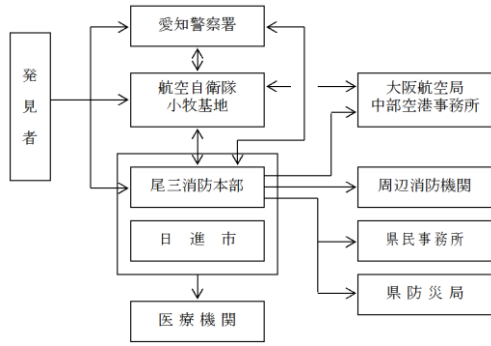 発見者
愛知警察署
航空自衛隊
小牧基地
大阪航空局
中部空港事務所
尾三消防本部
周辺消防機関
日進市
県民事務所
県防災局
医療機関